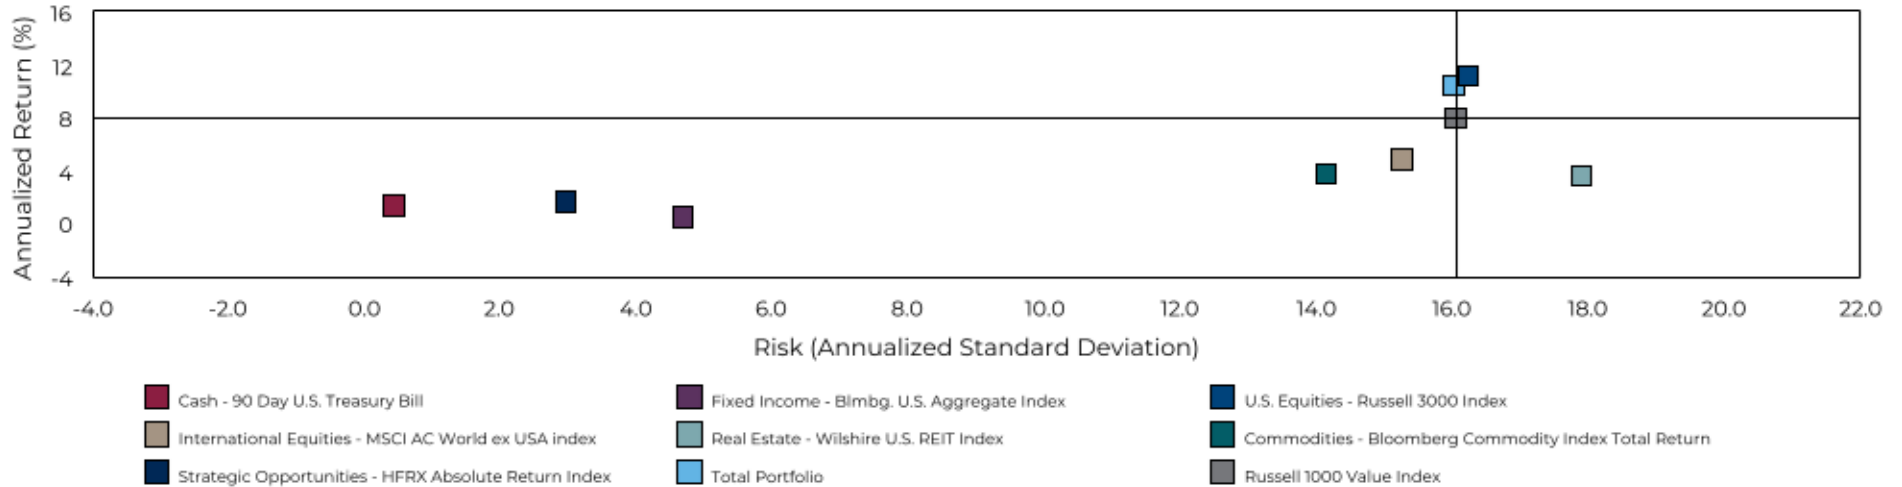 Annualized Return (%)
16
12
8
4
0
-4
-4.0 -2.0 0.0 2.0 4.0 6.0 8.0 10.0 12.0 14.0 16.0 18.0 20.0 22.0
Risk (Annualized Standard Deviation)
Cash - 90 Day U.S. Treasury Bill Fixed Income - Blmbg. U.S. Aggregate Index U.S. Equities - Russell 3000 Index
International Equities - MSCI AC World ex USA index Real Estate - Wilshire U.S. REIT Index Commodities - Bloomberg Commodity Index Total Return
Strategic Opportunities - HFRX Absolute Return Index Total Portfolio Russell 1000 Value Index